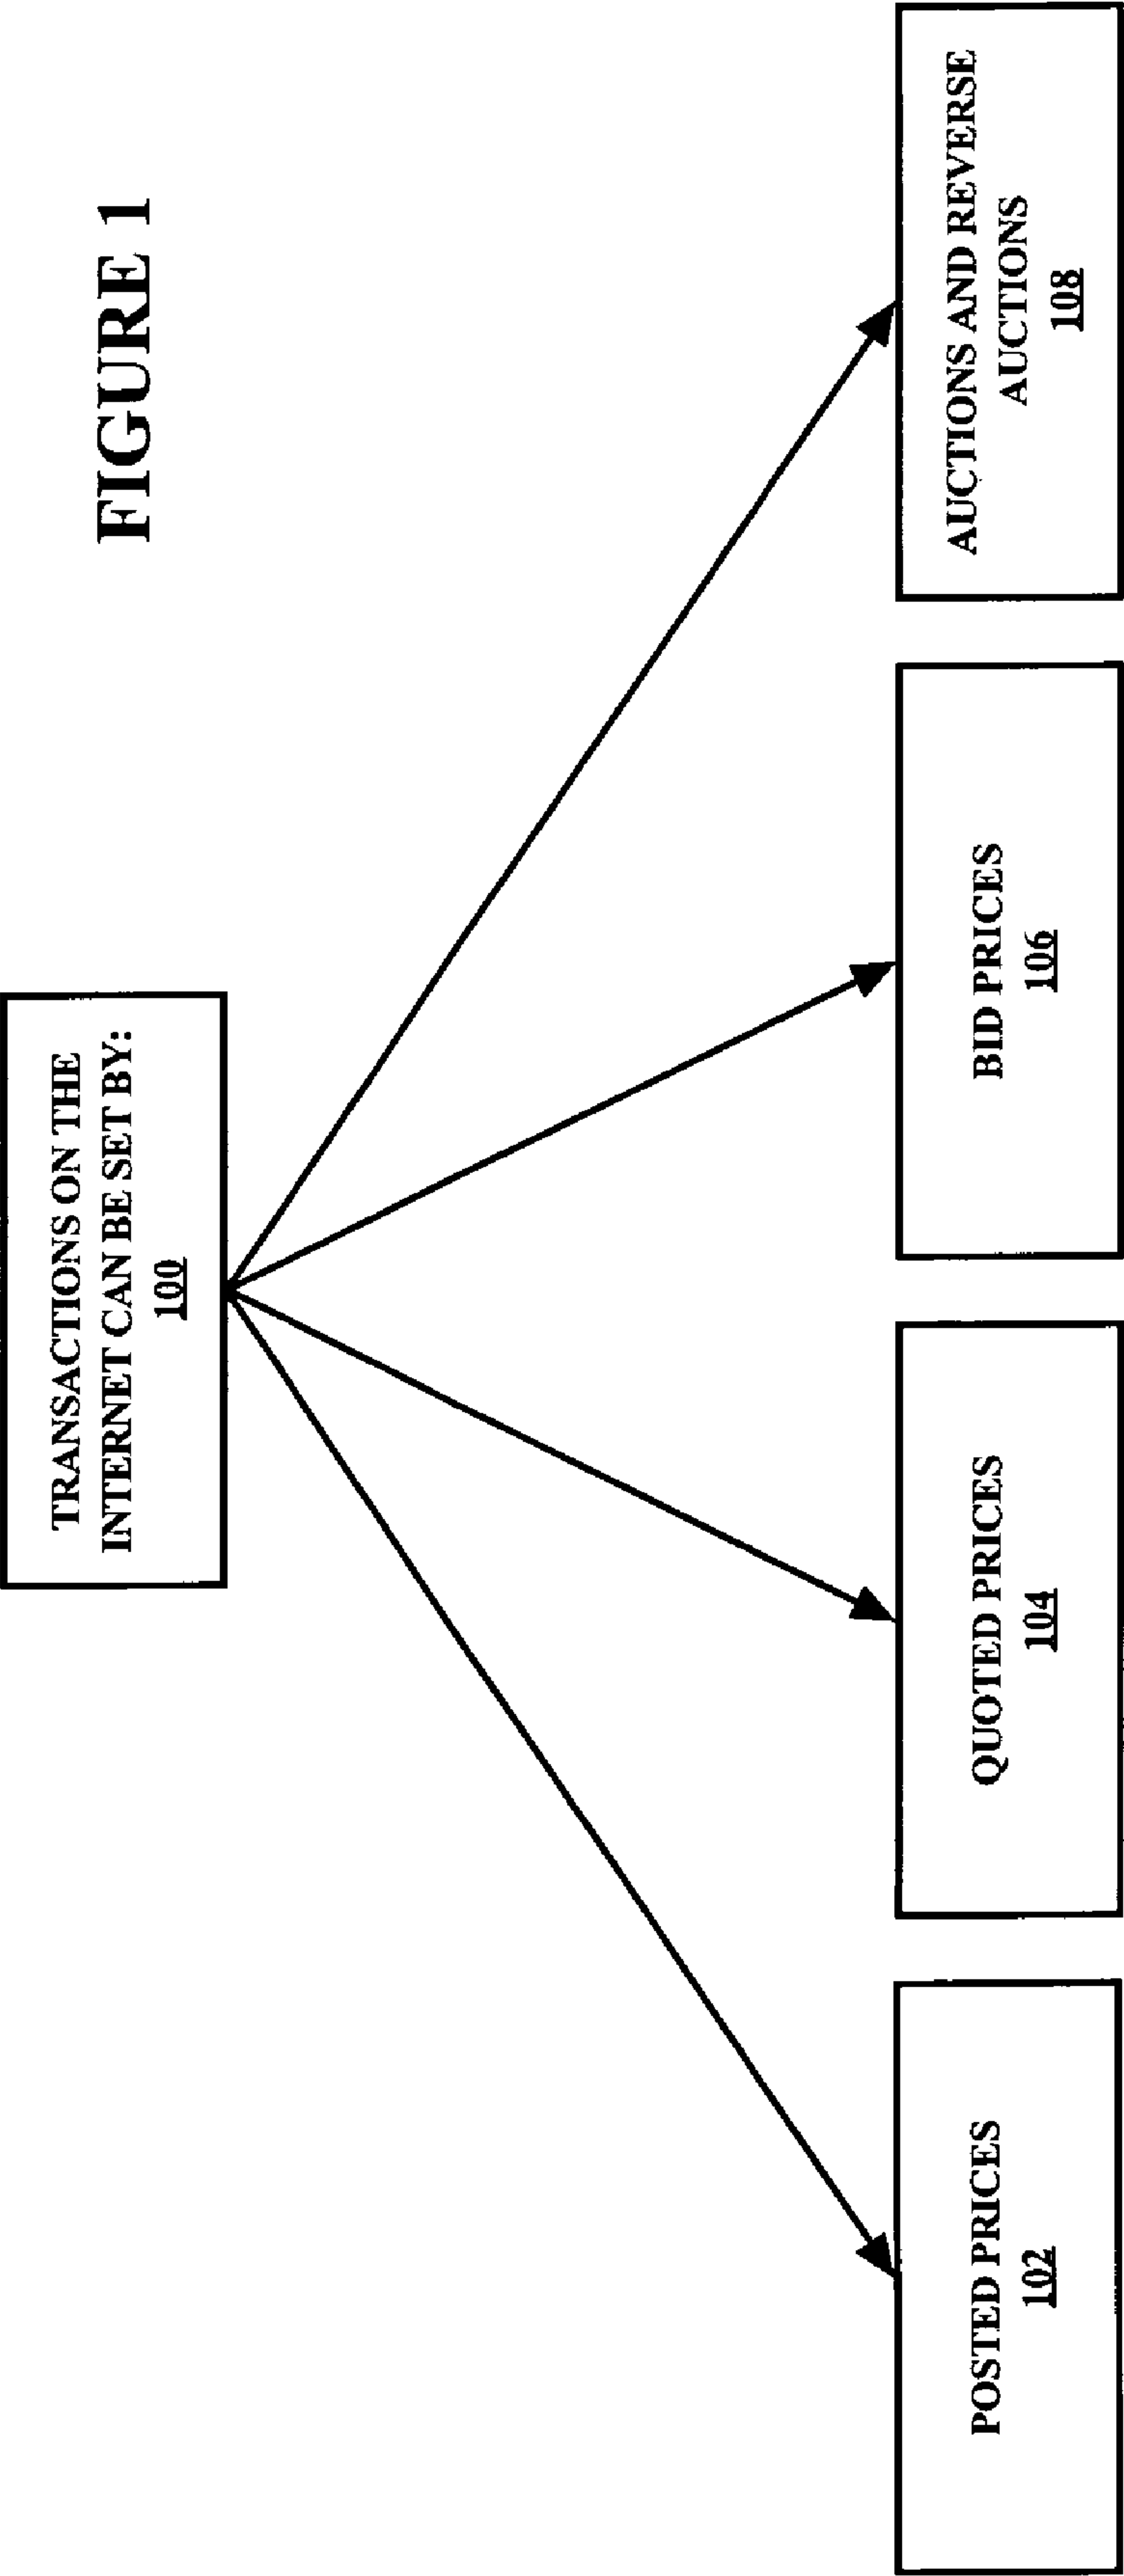 FIGURE 1
TRANSACTIONS ON THE
INTERNET CAN BE SET BY:
100
POSTED PRICES
102
QUOTED PRICES
104
BID PRICES
106
AUCTIONS AND REVERSE
AUCTIONS
108